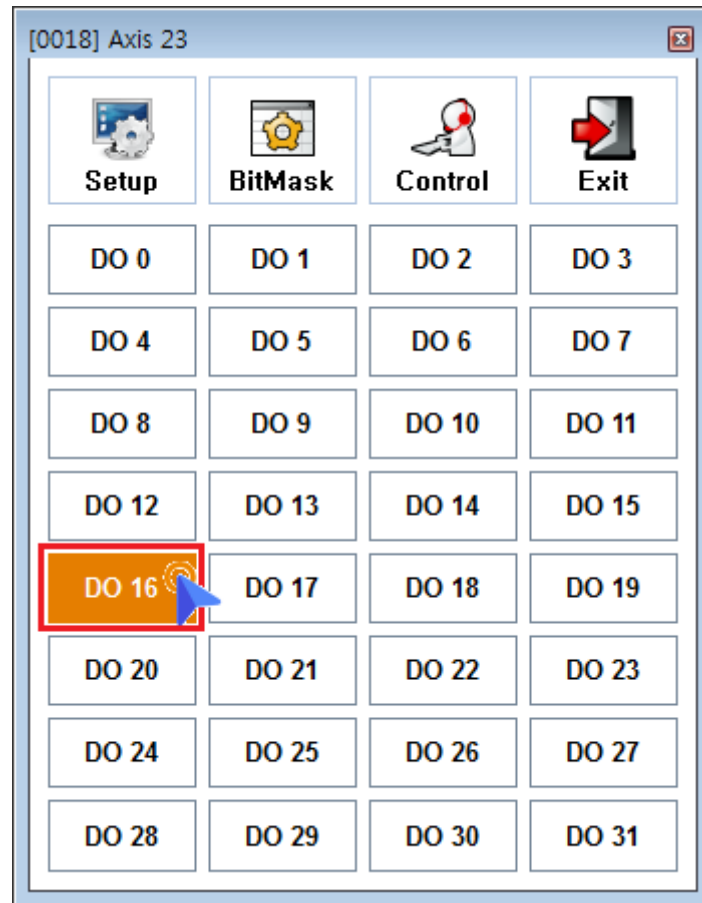 [0018] Axis 23
Setup BitMask Control Exit
DO 0 DO 1 DO 2 DO 3
DO 4 DO 5 DO 6 DO 7
DO 8 DO 9 DO 10 DO 11
DO 12 DO 13 DO 14 DO 15
DO 16 DO 17 DO 18 DO 19
DO 20 DO 21 DO 22 DO 23
DO 24 DO 25 DO 26 DO 27
DO 28 DO 29 DO 30 DO 31